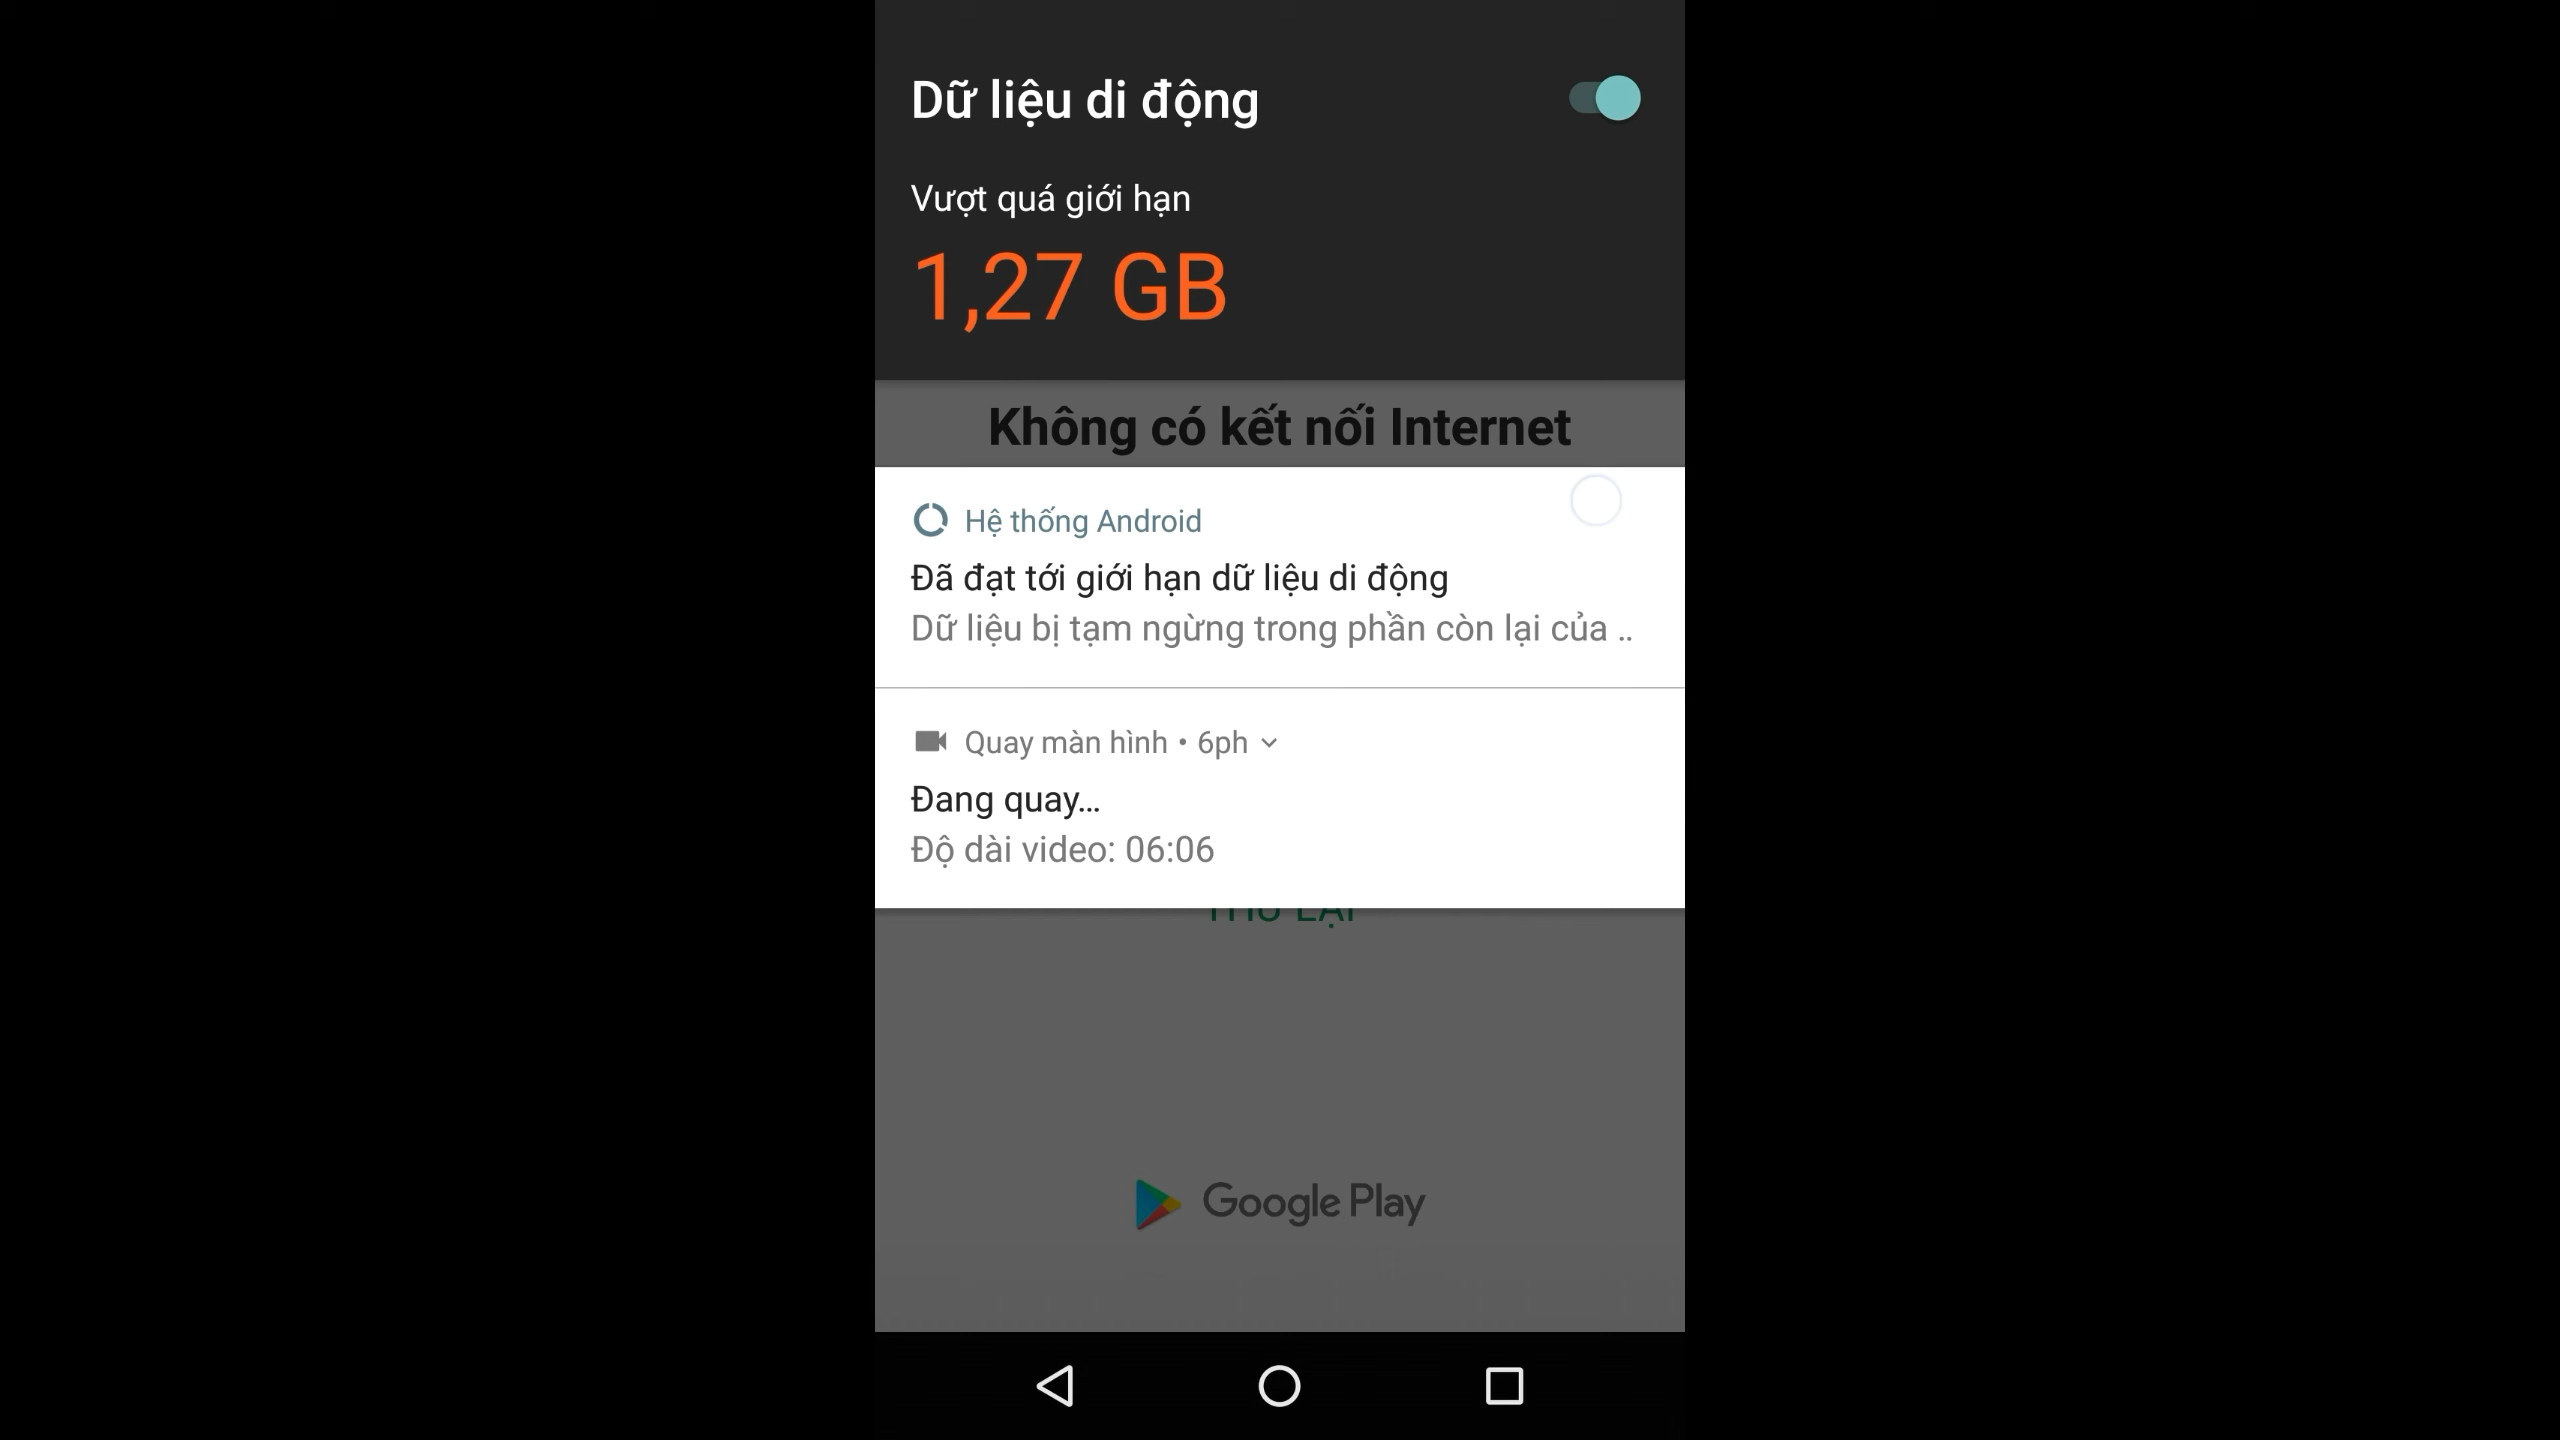 Dữ liệu di động
Vượt quá giới hạn
1,27 GB
Không có kết nối Internet
Hệ thống Android
Đã đạt tới giới hạn dữ liệu di động
Dữ liệu bị tạm ngừng trong phần còn lại của ..
Quay màn hình • 6ph
Đang quay...
Độ dài video: 06:06
THỬ LẠI
Google Play